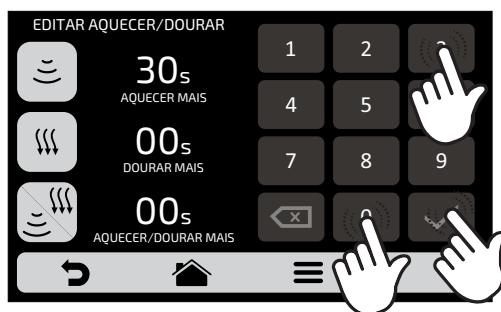 EDITAR AQUECER/DOURAR
1 2
30s
AQUECER MAIS
4 5
00s
DOURAR MAIS
7 8 9
00s
AQUECER/DOURAR MAIS